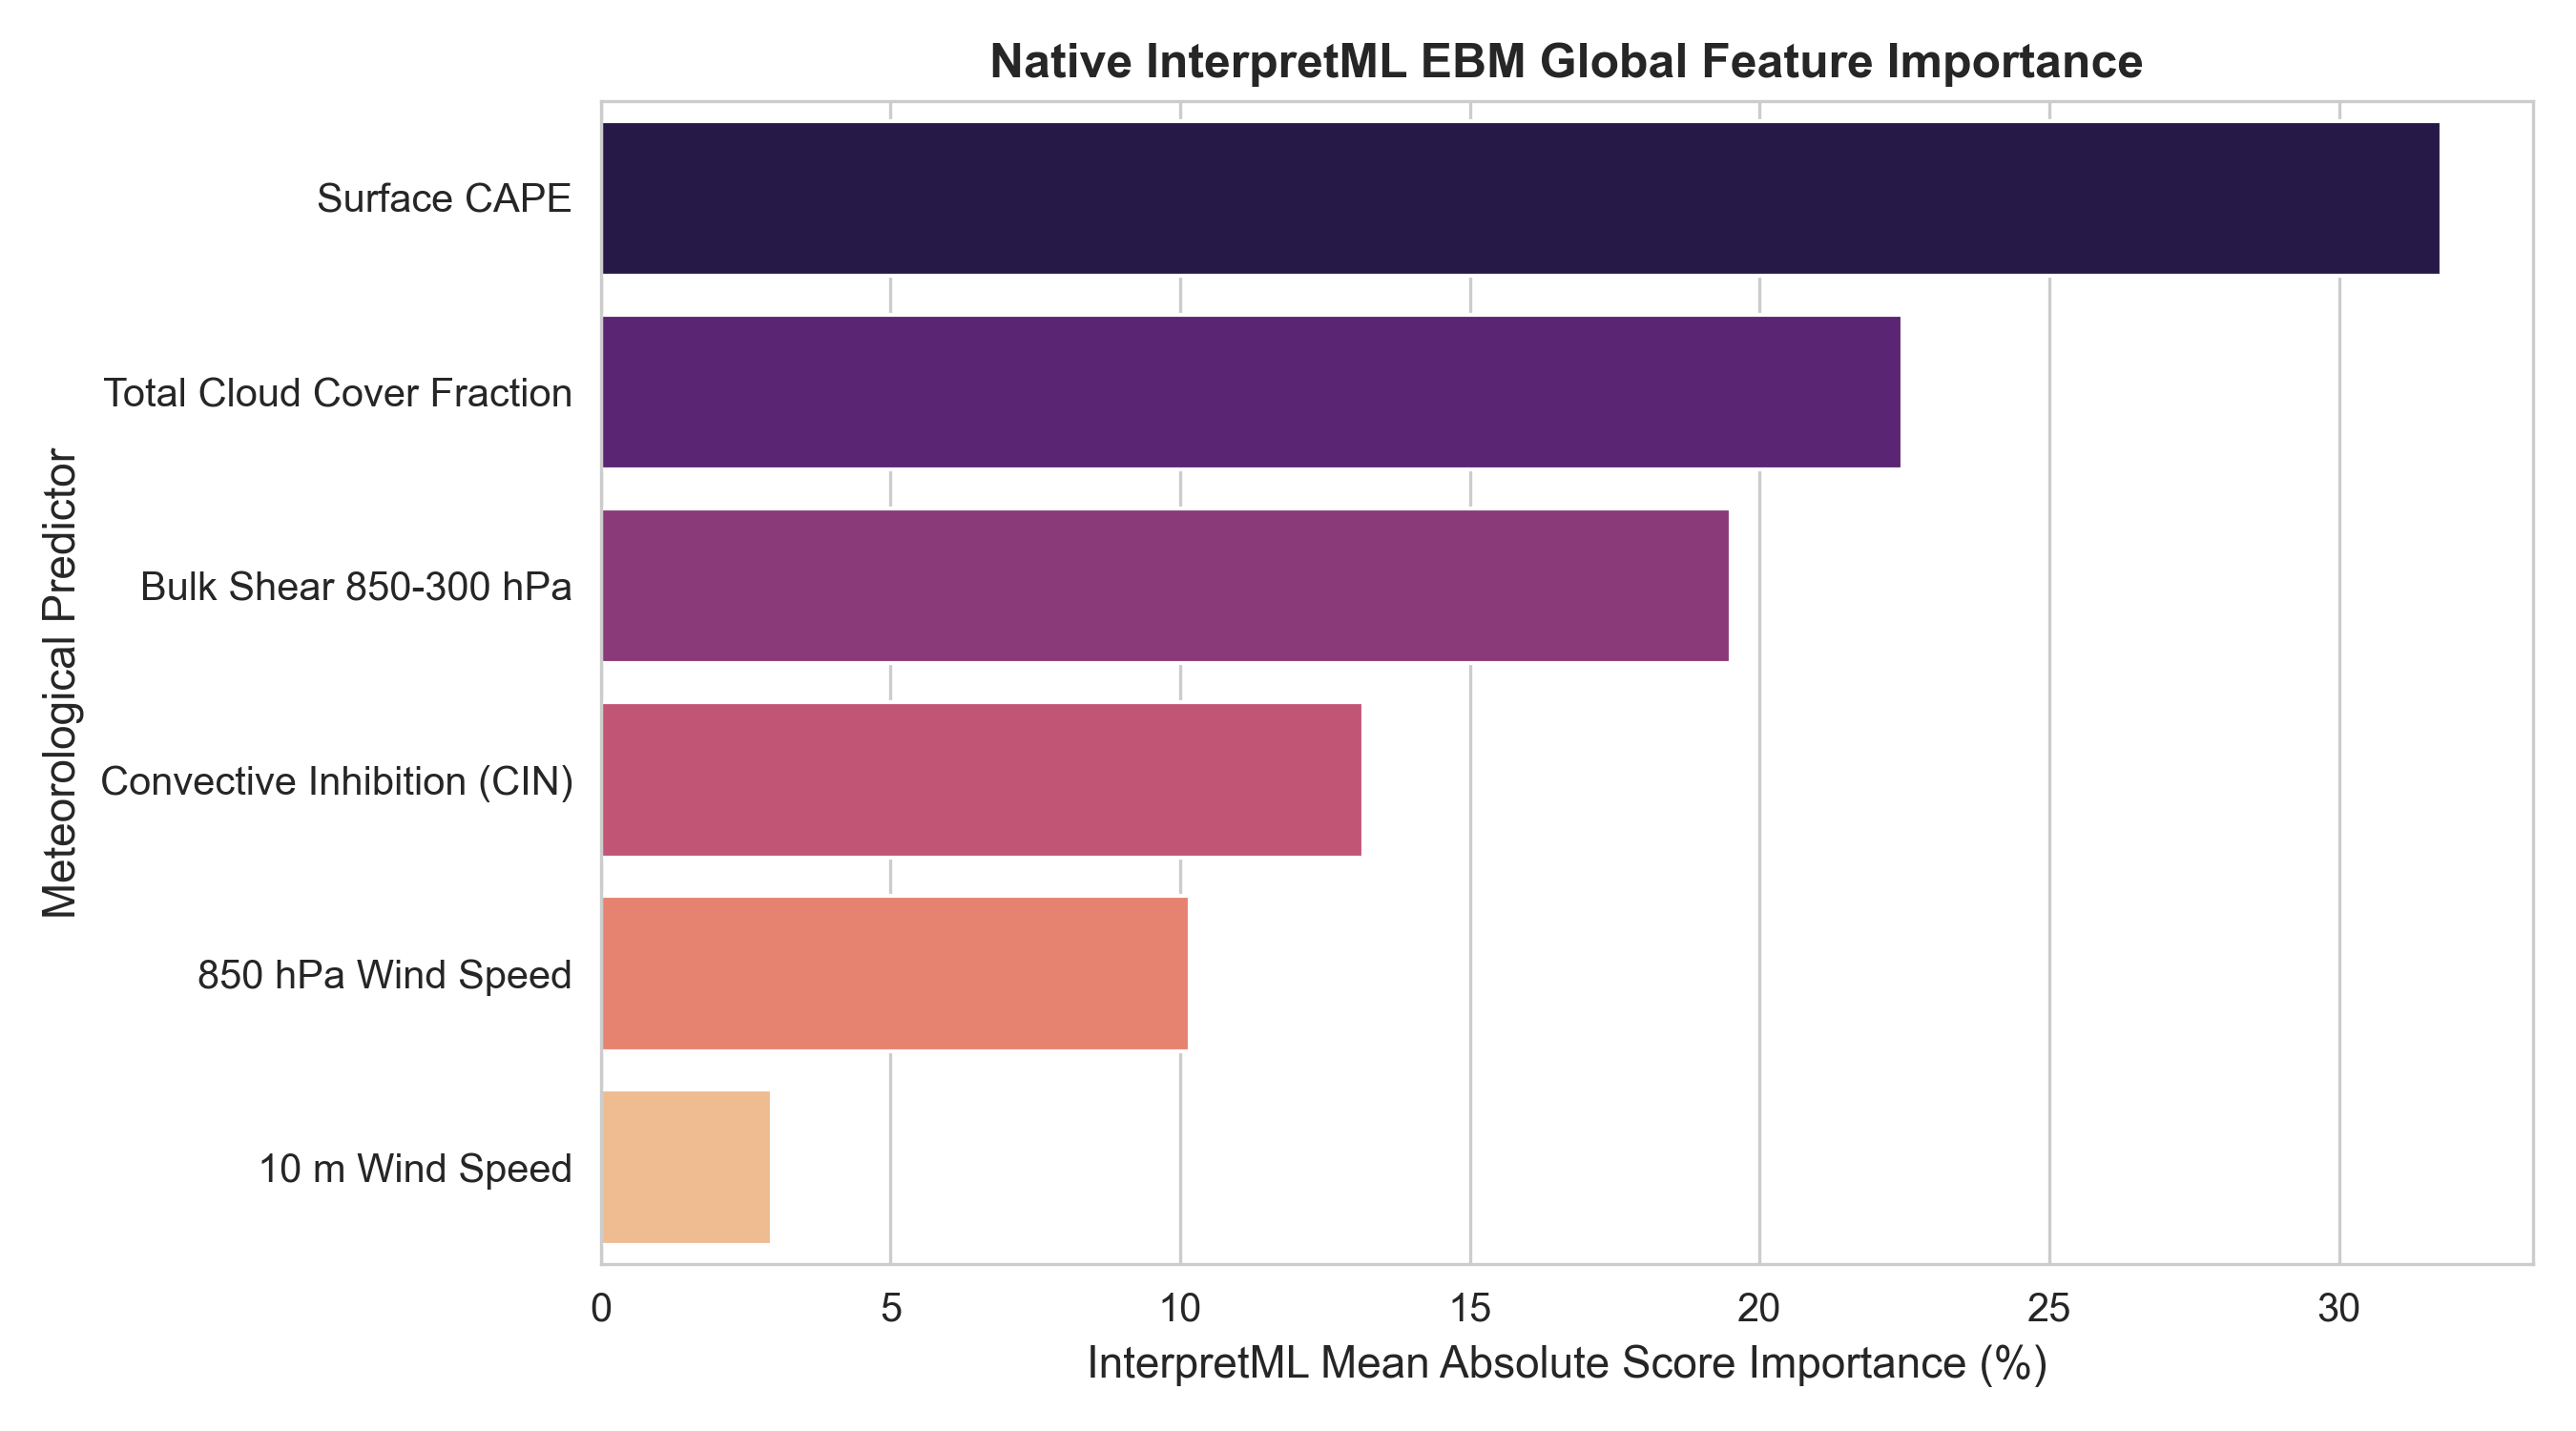 Native InterpretML EBM Global Feature Importance
Surface CAPE
Total Cloud Cover Fraction
Bulk Shear 850-300 hPa
Convective Inhibition (CIN)
850 hPa Wind Speed
10 m Wind Speed
Meteorological Predictor
0 5 10 15 20 25 30
InterpretML Mean Absolute Score Importance (%)